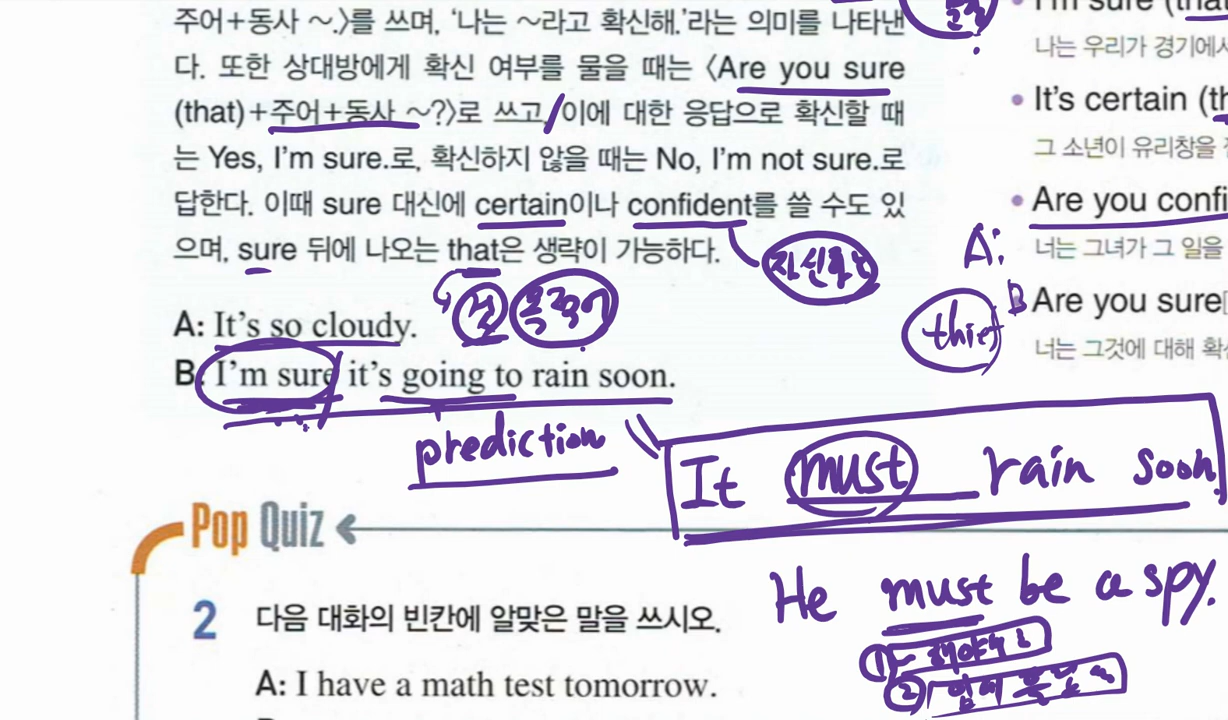 주어+동사 ~.〉를 쓰며, '나는 ~라고 확신해.'라는 의미를 나타낸
다. 또한 상대방에게 확신 여부를 물을 때는 〈Are you sure
(that)+주어+동사 ~?〉로 쓰고, 이에 대한 응답으로 확신할 때
는 Yes, I'm sure.로, 확신하지 않을 때는 No, I'm not sure.로
답한다. 이때 sure 대신에 certain이나 confident를 쓸 수도 있
으며, sure 뒤에 나오는 that은 생략이 가능하다.
접 목적어
A: It's so cloudy.
B: I'm sure it's going to rain soon.
prediction
It must rain soon.
He must be a spy.
①
②
Pop Quiz
2 다음 대화의 빈칸에 알맞은 말을 쓰시오.
A: I have a math test tomorrow.
• I'm sure (that
나는 우리가 경기에서
• It's certain (th
그 소년이 유리창을
• Are you confi
A:
너는 그녀가 그 일을
B
Are you sure[
thief
너는 그것에 대해 확